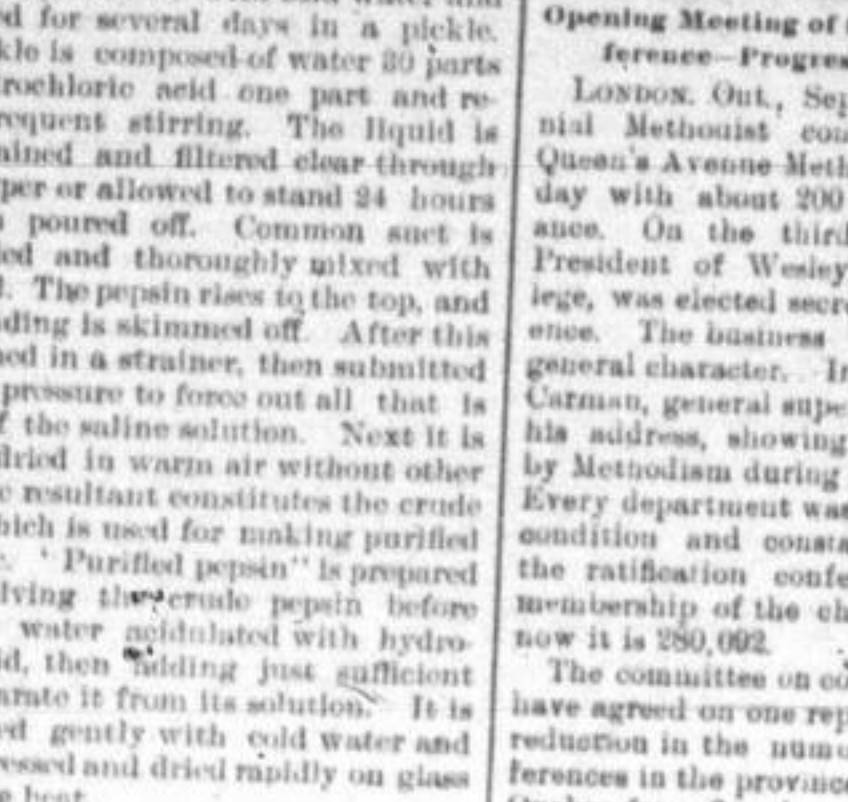 ed for several days in a pickle.
kle is composed of water 30 parts
rochloric acid one part and re-
requent stirring. The liquid is
ained and filtered clear through
per or allowed to stand 24 hours
poured off. Common suet is
ded and thoroughly mixed with
. The pepsin rises to the top, and
ding is skimmed off. After this
ned in a strainer, then submitted
pressure to force out all that is
f the saline solution. Next it is
dried in warm air without other
e resultant constitutes the crude
hich is used for making purified
. "Purified pepsin" is prepared
lving the crude pepsin before
water acidulated with hydro-
id, then adding just sufficient
arate it from its solution. It is
ed gently with cold water and
essed and dried rapidly on glass
e heat.
Opening Meeting of
ference—Progres
LONDON. Ont., Sep
nial Methodist con
Queen's Avenue Meth
day with about 200
ance. On the third
President of Wesley
lege, was elected secre
ence. The business
general character. In
Carman, general supe
his address, showing
by Methodism during
Every department was
condition and consta
the ratification confe
membership of the ch
now it is 280,092.
The committee on co
have agreed on one rep
reduction in the num
ferences in the province